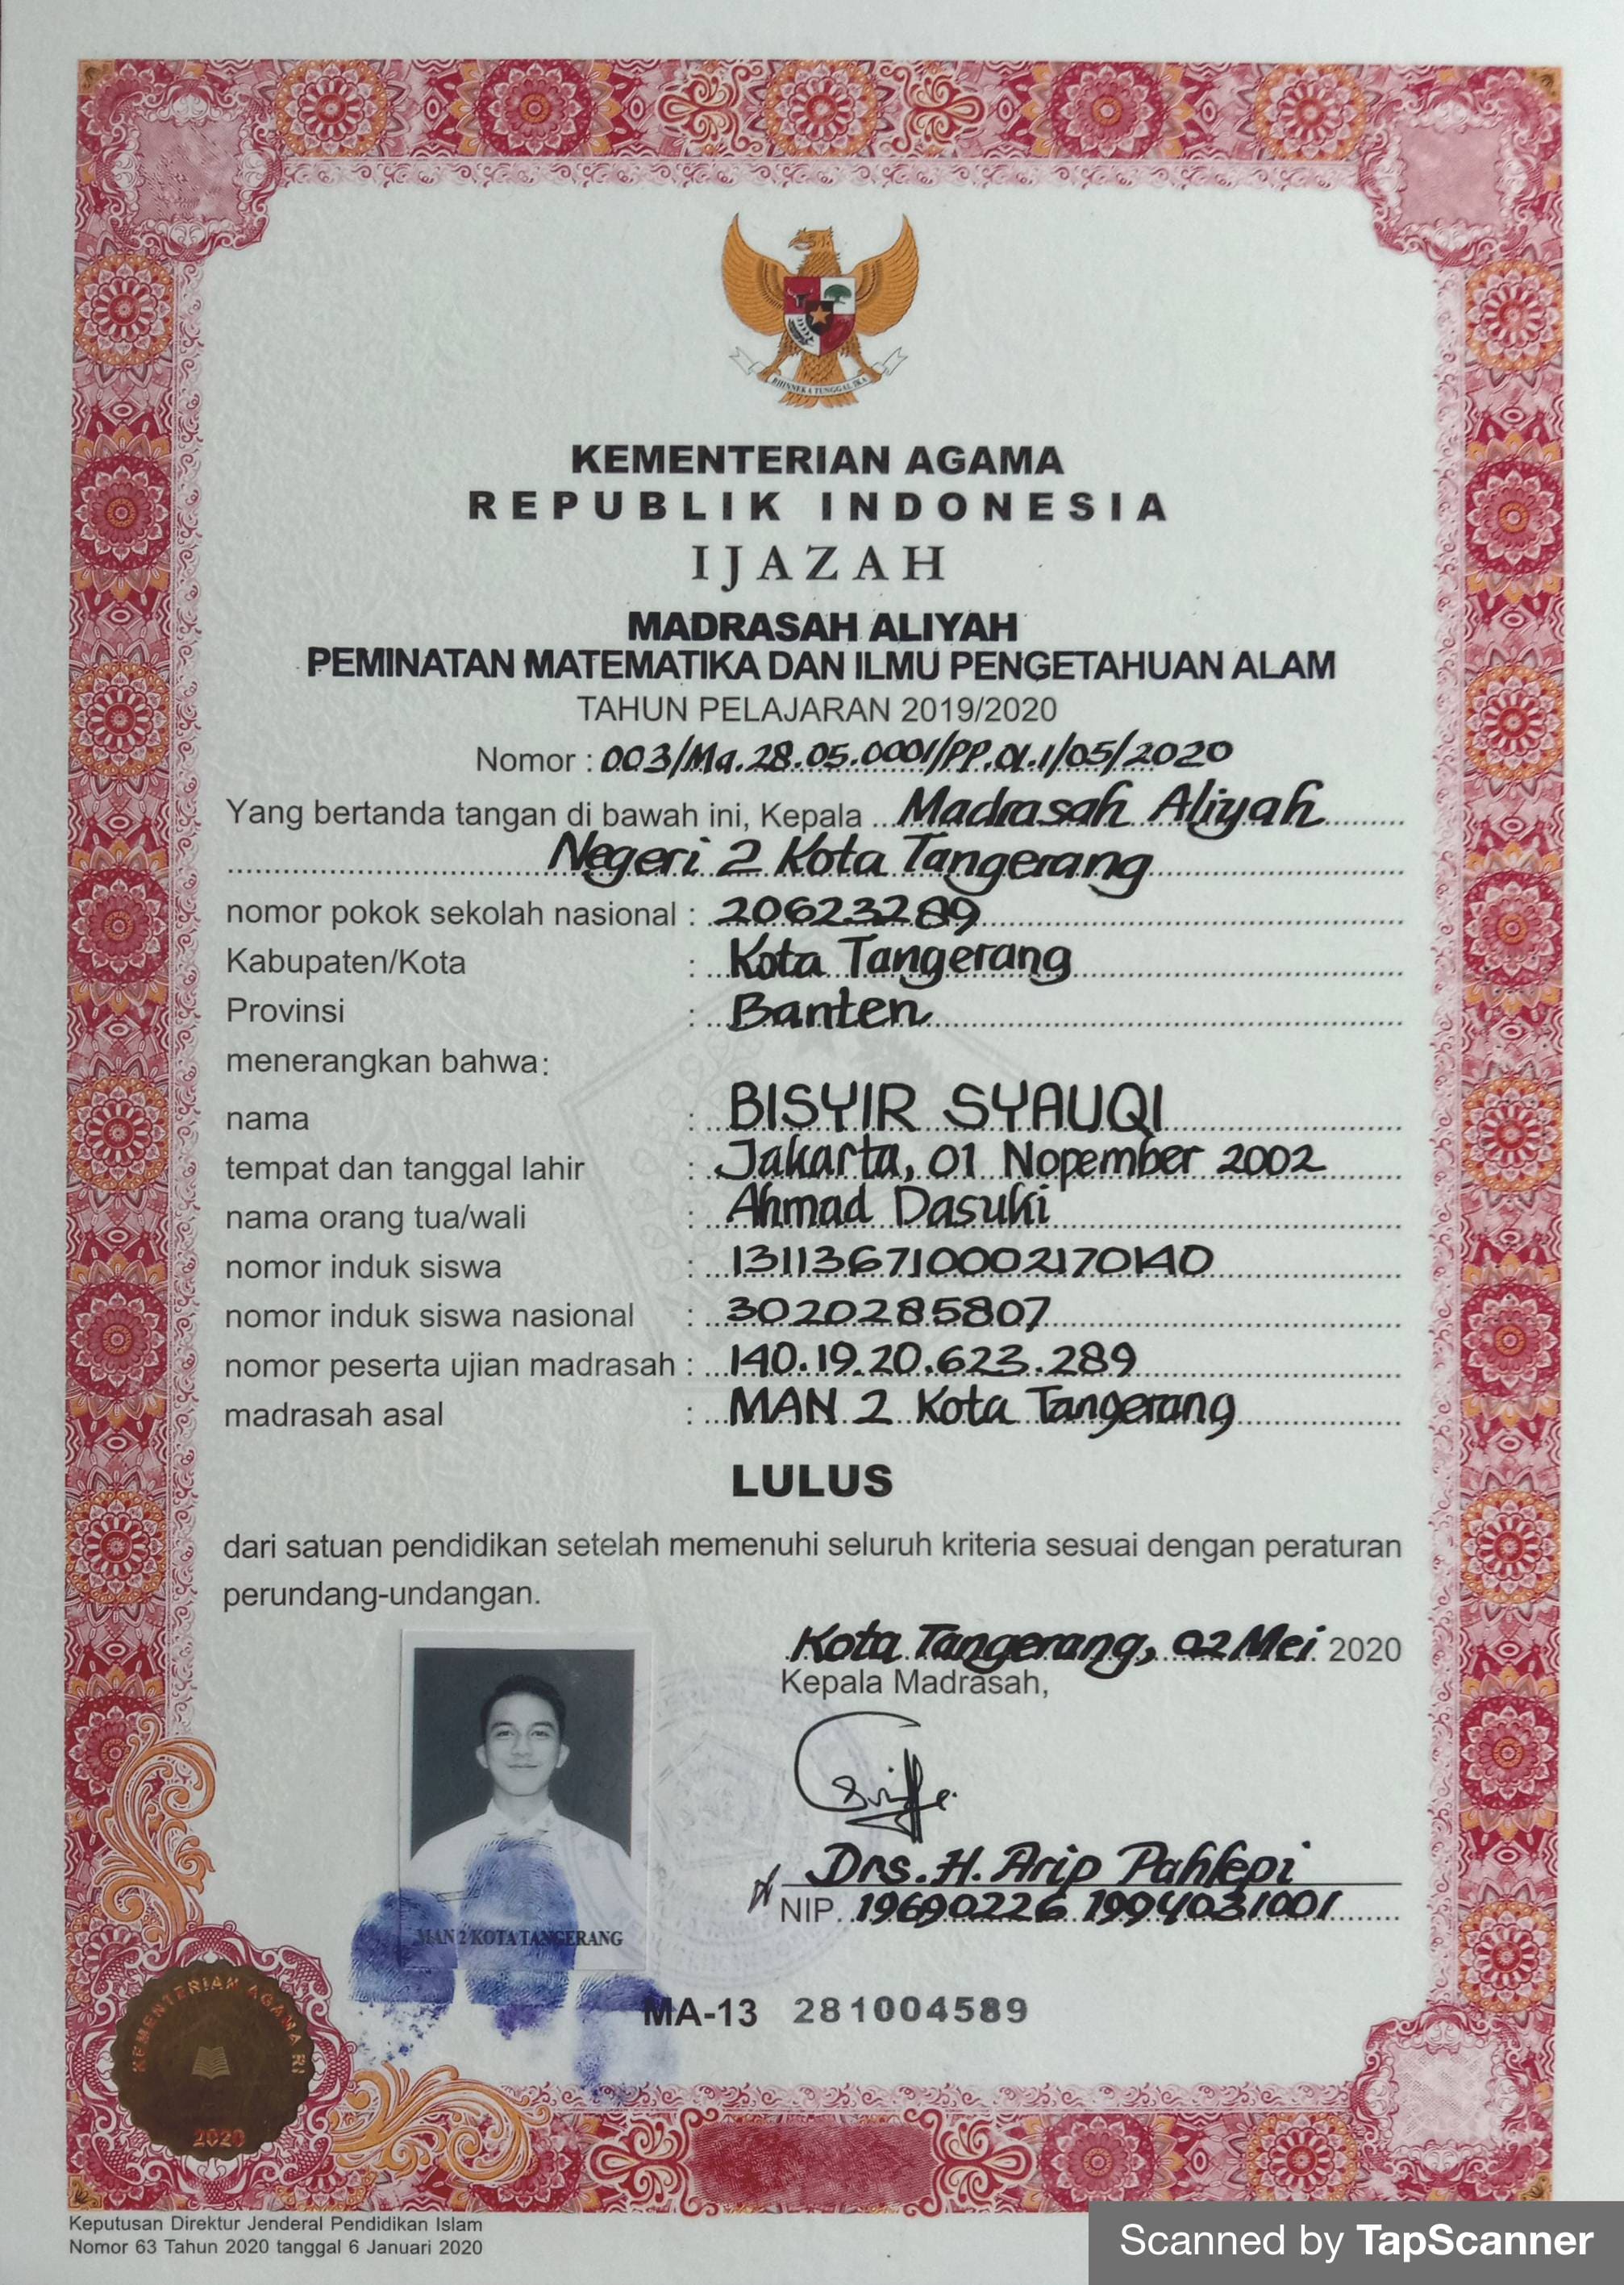 BHINNEKA TUNGGAL IKA
KEMENTERIAN AGAMA
REPUBLIK INDONESIA
IJAZAH
MADRASAH ALIYAH
PEMINATAN MATEMATIKA DAN ILMU PENGETAHUAN ALAM
TAHUN PELAJARAN 2019/2020
Nomor : 003/Ma.28.05.0001/PP.01.1/05/2020
Yang bertanda tangan di bawah ini, Kepala Madrasah Aliyah
Negeri 2 Kota Tangerang
nomor pokok sekolah nasional : 20623289
Kabupaten/Kota : Kota Tangerang
Provinsi : Banten
menerangkan bahwa:
nama : BISYIR SYAUQI
tempat dan tanggal lahir : Jakarta, 01 Nopember 2002
nama orang tua/wali : Ahmad Dasuki
nomor induk siswa : 131136710002170140
nomor induk siswa nasional : 3020285807
nomor peserta ujian madrasah : 140.19.20.623.289
madrasah asal : MAN 2 Kota Tangerang
LULUS
dari satuan pendidikan setelah memenuhi seluruh kriteria sesuai dengan peraturan
perundang-undangan.
Kota Tangerang, 02 Mei 2020
Kepala Madrasah,
Drs. H. Arip Pahlepi
NIP. 19690226 199403 1001
MAN 2 KOTA TANGERANG
MA-13 281004589
KEMENTERIAN AGAMA RI
2020
Keputusan Direktur Jenderal Pendidikan Islam
Nomor 63 Tahun 2020 tanggal 6 Januari 2020
Scanned by TapScanner